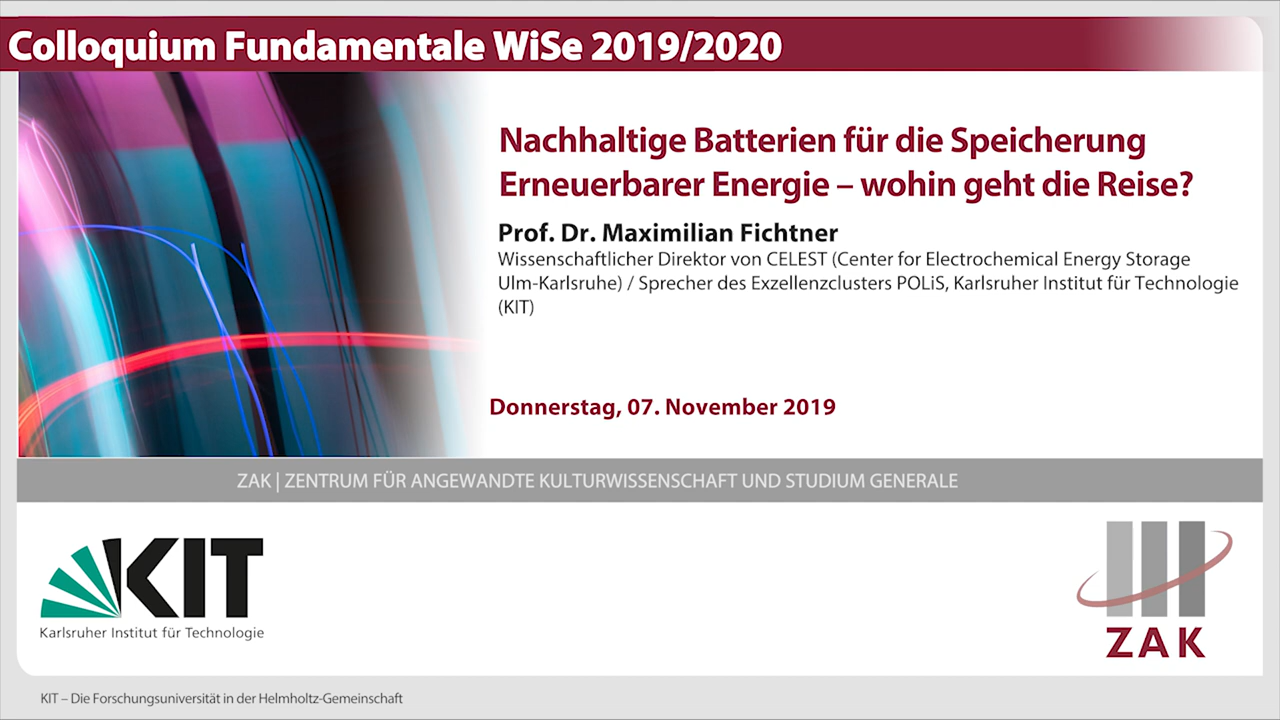 Colloquium Fundamentale WiSe 2019/2020
Nachhaltige Batterien für die Speicherung
Erneuerbarer Energie – wohin geht die Reise?
Prof. Dr. Maximilian Fichtner
Wissenschaftlicher Direktor von CELEST (Center for Electrochemical Energy Storage
Ulm-Karlsruhe) / Sprecher des Exzellenzclusters POLiS, Karlsruher Institut für Technologie
(KIT)
Donnerstag, 07. November 2019
ZAK | ZENTRUM FÜR ANGEWANDTE KULTURWISSENSCHAFT UND STUDIUM GENERALE
KIT
Karlsruher Institut für Technologie
ZAK
KIT – Die Forschungsuniversität in der Helmholtz-Gemeinschaft